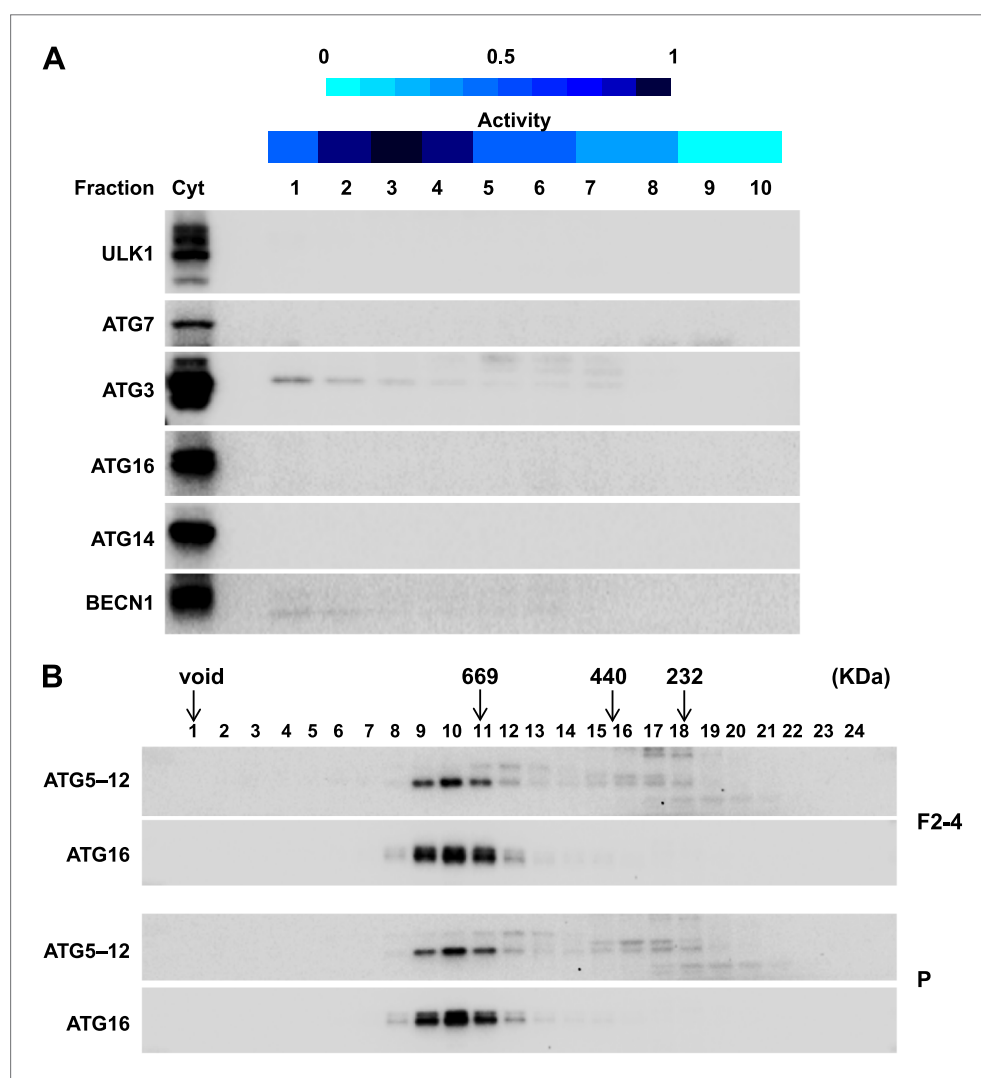 A
0 0.5 1
Activity
Fraction Cyt 1 2 3 4 5 6 7 8 9 10
ULK1
ATG7
ATG3
ATG16
ATG14
BECN1
B
void 669 440 232 (KDa)
1 2 3 4 5 6 7 8 9 10 11 12 13 14 15 16 17 18 19 20 21 22 23 24
ATG5–12
F2-4
ATG16
ATG5–12
P
ATG16